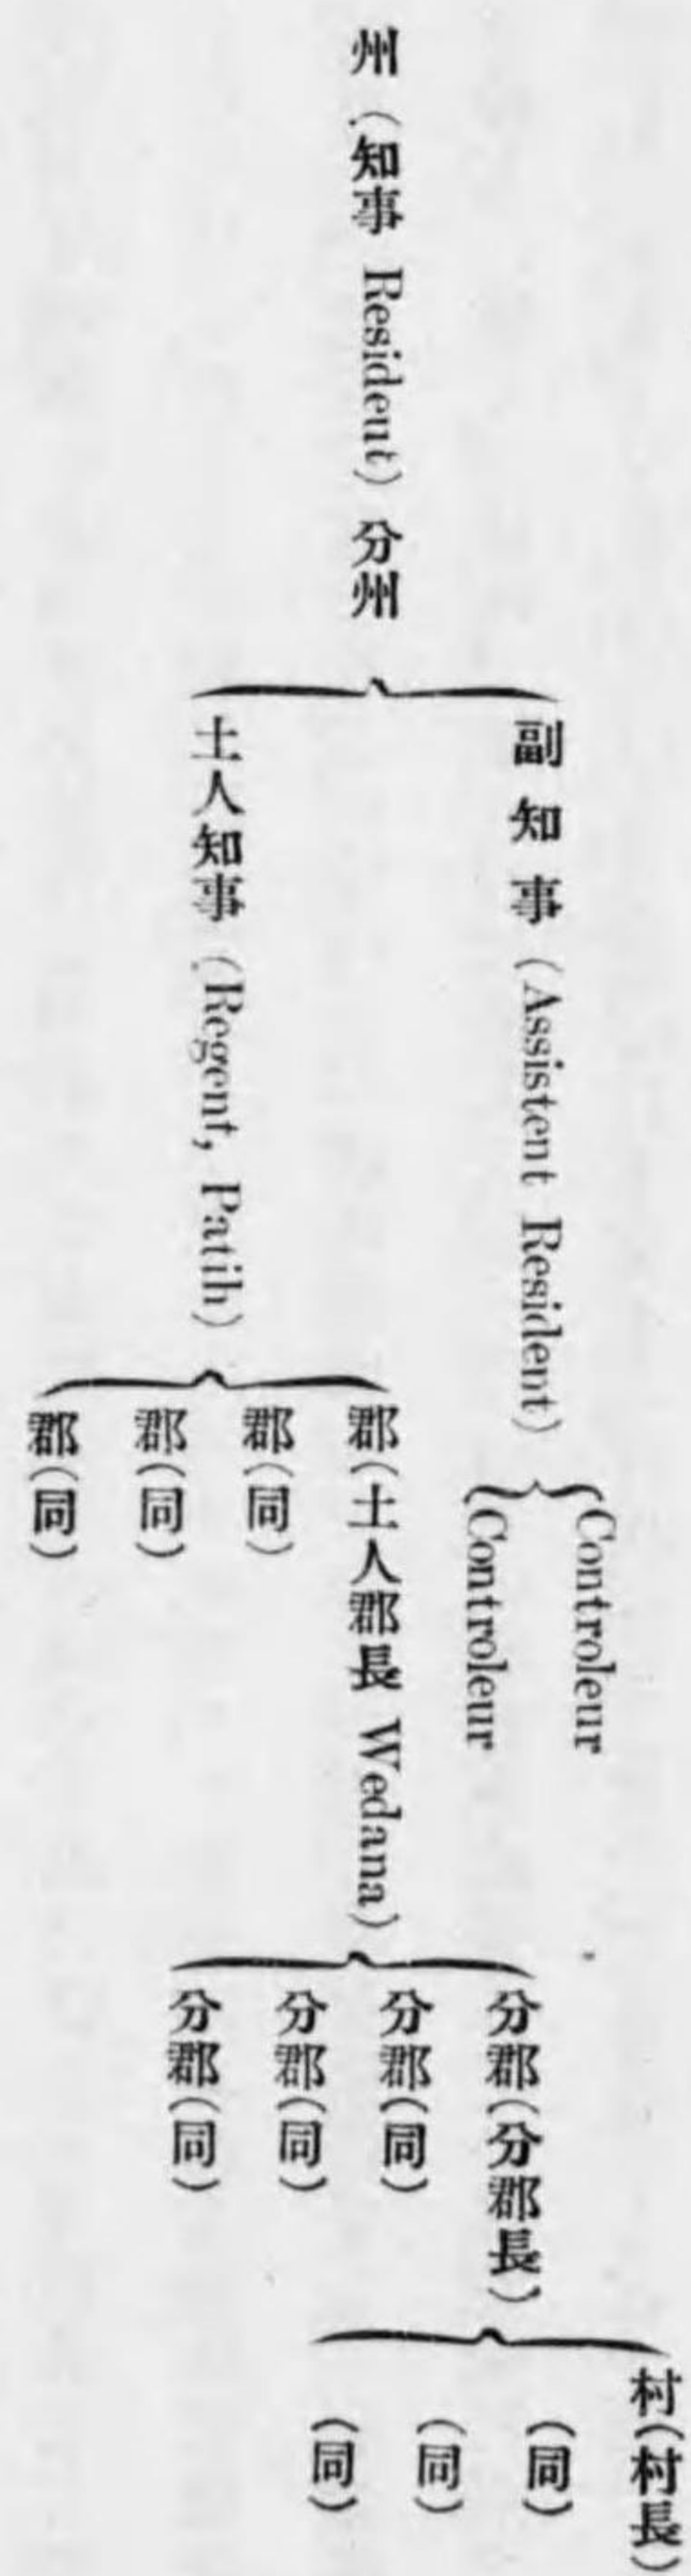 州（知事 Resident）分州
副知事（Assistent Resident）
Controleur
Controleur
土人知事（Regent, Patih）
郡（土人郡長 Wedana）
郡（同）
郡（同）
郡（同）
分郡（分郡長）
分郡（同）
分郡（同）
分郡（同）
村（村長）
（同）
（同）
（同）